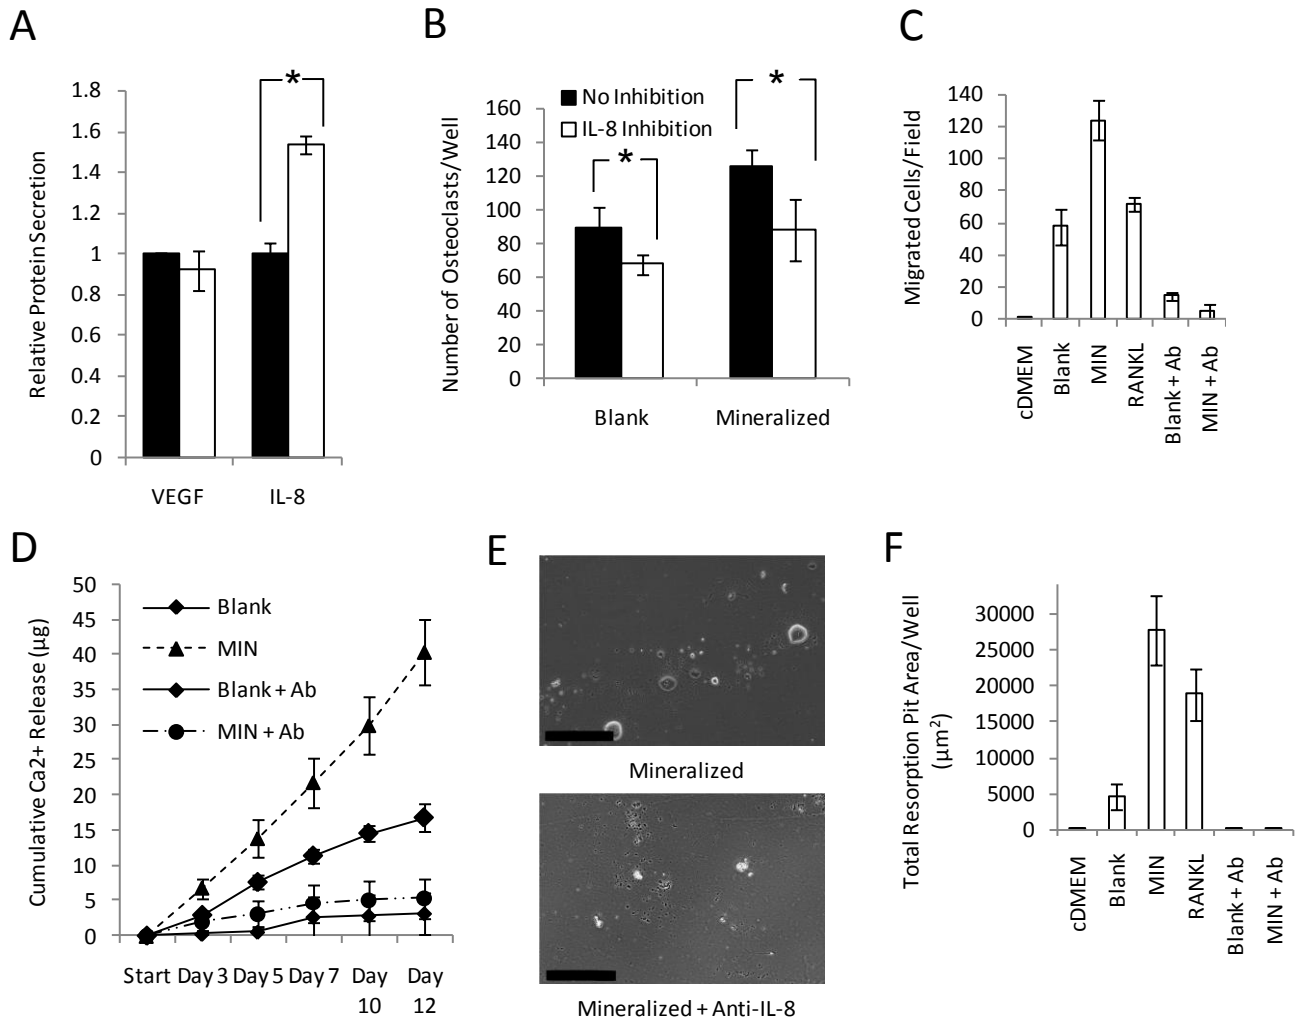 A
Relative Protein Secretion
1.8
1.6
1.4
1.2
1
0.8
0.6
0.4
0.2
0
*
VEGF
IL-8
B
Number of Osteoclasts/Well
No Inhibition
IL-8 Inhibition
160
140
120
100
80
60
40
20
0
*
*
Blank
Mineralized
C
Migrated Cells/Field
140
120
100
80
60
40
20
0
cDMEM
Blank
MIN
RANKL
Blank + Ab
MIN + Ab
D
Cumulative Ca2+ Release (µg)
50
45
40
35
30
25
20
15
10
5
0
Blank
MIN
Blank + Ab
MIN + Ab
Start Day 3 Day 5 Day 7 Day Day
10 12
E
Mineralized
Mineralized + Anti-IL-8
F
Total Resorption Pit Area/Well
(µm²)
30000
25000
20000
15000
10000
5000
0
cDMEM
Blank
MIN
RANKL
Blank + Ab
MIN + Ab